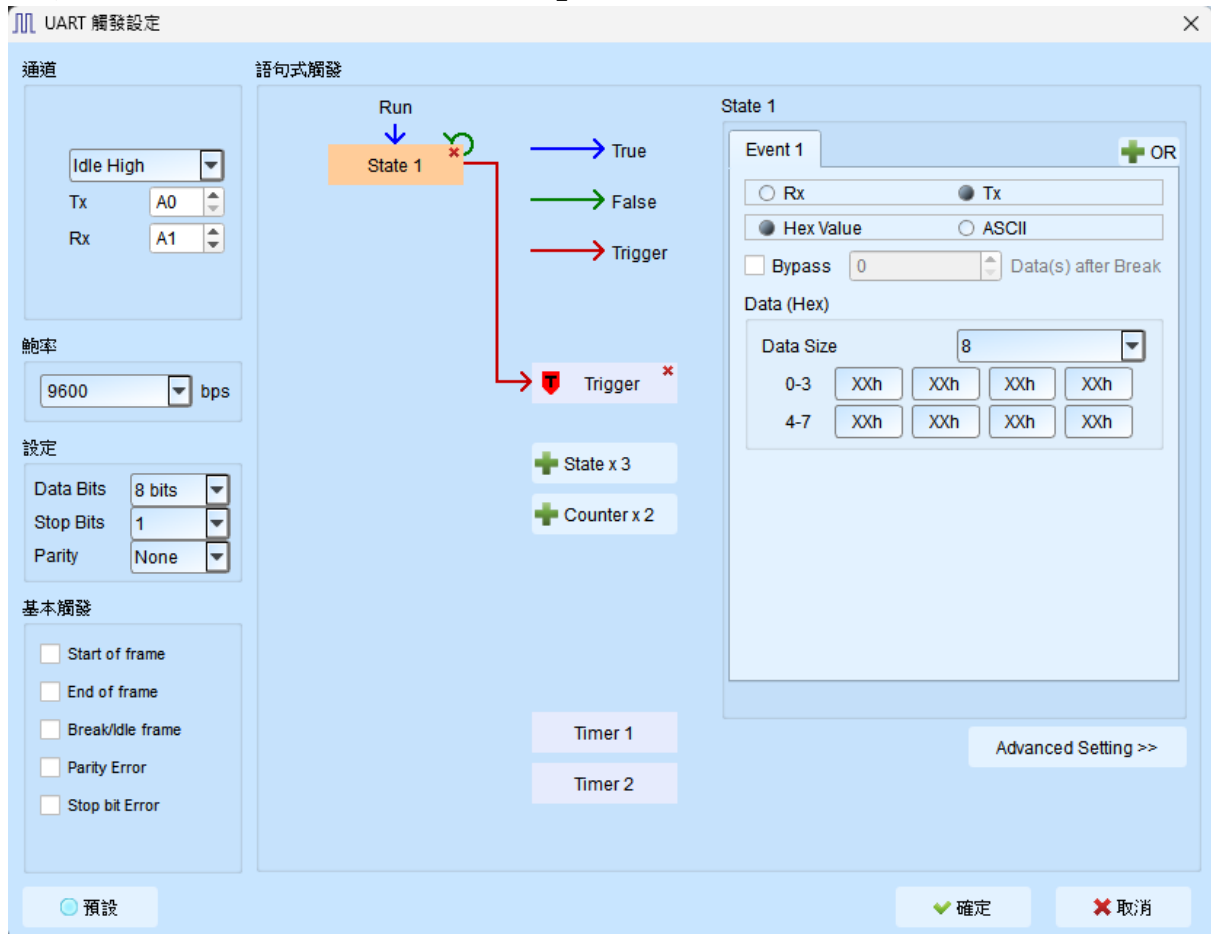 UART 觸發設定
通道
Idle High
Tx A0
Rx A1
鮑率
9600 bps
設定
Data Bits 8 bits
Stop Bits 1
Parity None
基本觸發
Start of frame
End of frame
Break/Idle frame
Parity Error
Stop bit Error
預設
語句式觸發
Run
State 1
True
False
Trigger
T Trigger
State x 3
Counter x 2
Timer 1
Timer 2
State 1
Event 1 OR
Rx Tx
Hex Value ASCII
Bypass 0 Data(s) after Break
Data (Hex)
Data Size 8
0-3 XXh XXh XXh XXh
4-7 XXh XXh XXh XXh
Advanced Setting >>
確定 取消